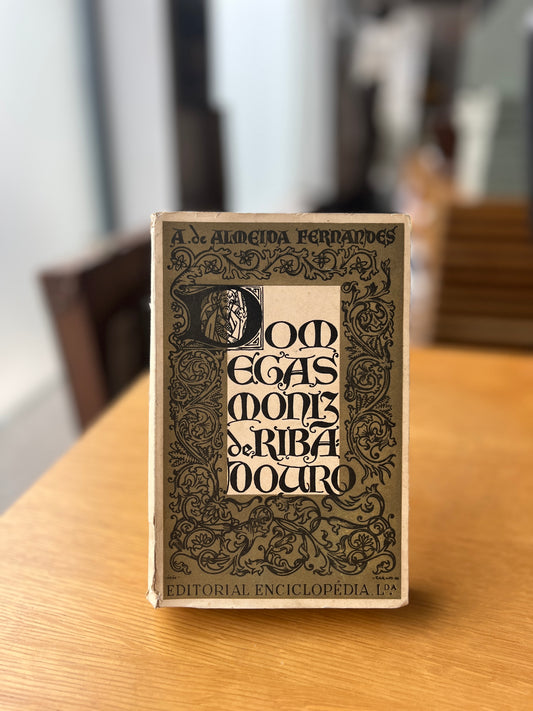 A. de ALMEIDA FERNANDES
DOM
EGAS
MONIZ
de RIBA-
DOURO
EDITORIAL ENCICLOPÉDIA, L.DA